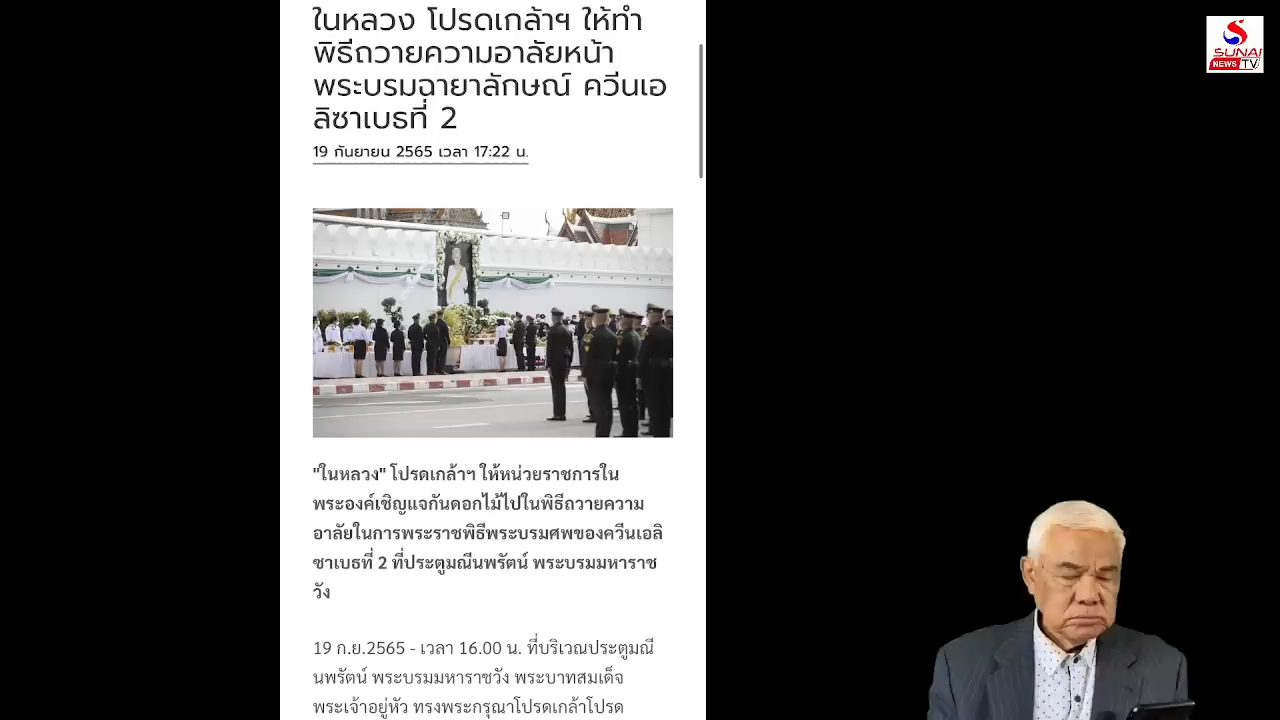 ในหลวง โปรดเกล้าฯ ให้ทำ
พิธีถวายความอาลัยหน้า
พระบรมฉายาลักษณ์ ควีนเอ
ลิซาเบธที่ 2
19 กันยายน 2565 เวลา 17:22 น.
"ในหลวง" โปรดเกล้าฯ ให้หน่วยราชการใน
พระองค์เชิญแจกันดอกไม้ไปในพิธีถวายความ
อาลัยในการพระราชพิธีพระบรมศพของควีนเอลิ
ซาเบธที่ 2 ที่ประตูมณีนพรัตน์ พระบรมมหาราช
วัง
19 ก.ย.2565 - เวลา 16.00 น. ที่บริเวณประตูมณี
นพรัตน์ พระบรมมหาราชวัง พระบาทสมเด็จ
พระเจ้าอยู่หัว ทรงพระกรุณาโปรดเกล้าโปรด
SUNAI
NEWS TV